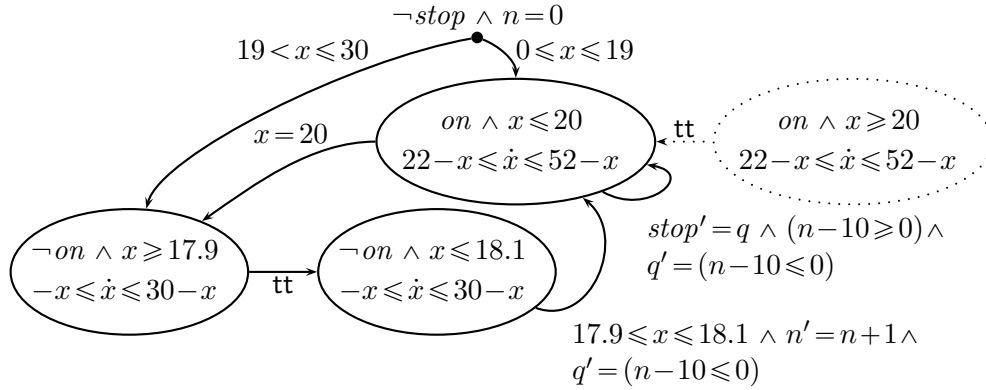 ¬stop ∧ n=0
19<x⩽30
0⩽x⩽19
x=20
on ∧ x⩽20
22−x⩽ẋ⩽52−x
tt
on ∧ x⩾20
22−x⩽ẋ⩽52−x
¬on ∧ x⩾17.9
−x⩽ẋ⩽30−x
tt
¬on ∧ x⩽18.1
−x⩽ẋ⩽30−x
stop′=q ∧ (n−10⩾0)∧
q′=(n−10⩽0)
17.9⩽x⩽18.1 ∧ n′=n+1∧
q′=(n−10⩽0)